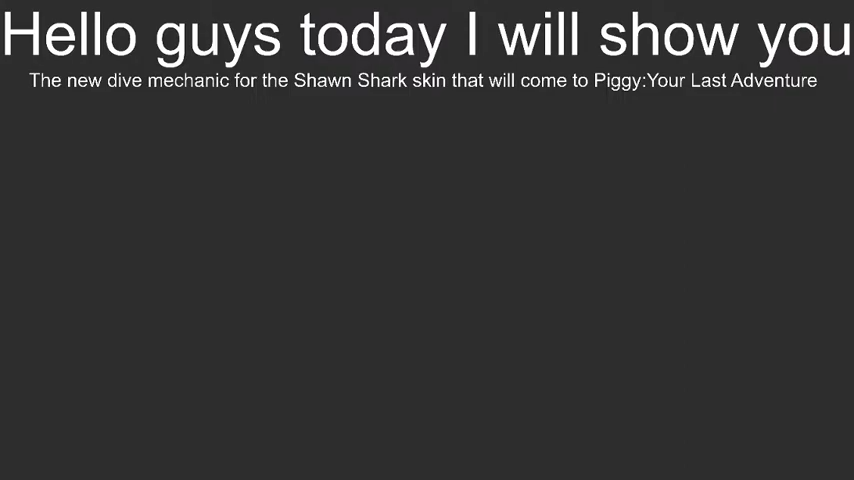 Hello guys today I will show you
The new dive mechanic for the Shawn Shark skin that will come to Piggy:Your Last Adventure